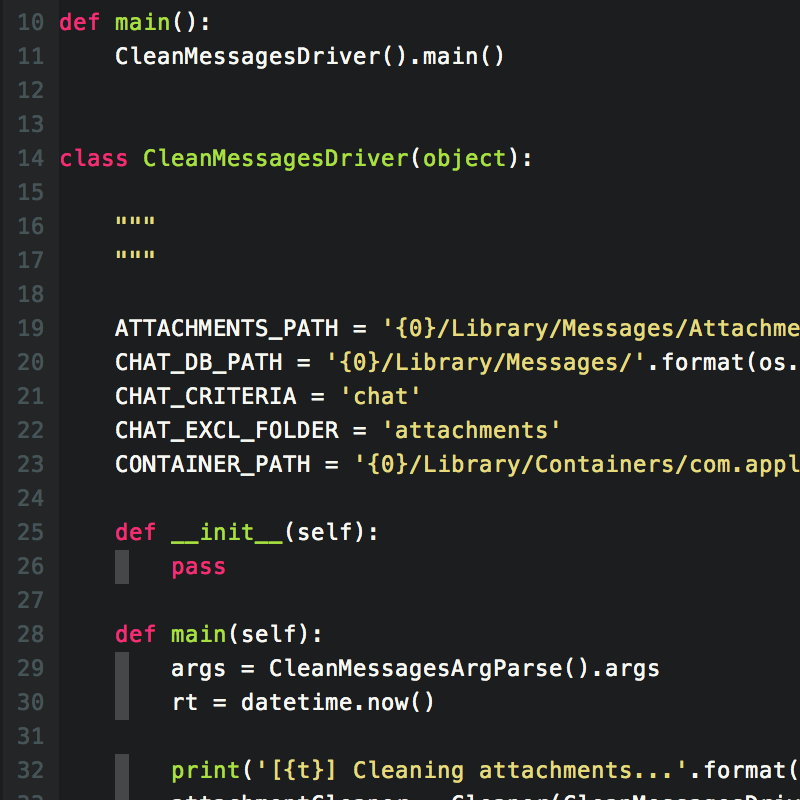 10 def main():
11     CleanMessagesDriver().main()
12
13
14 class CleanMessagesDriver(object):
15
16     """
17     """
18
19     ATTACHMENTS_PATH = '{0}/Library/Messages/Attachme
20     CHAT_DB_PATH = '{0}/Library/Messages/'.format(os.
21     CHAT_CRITERIA = 'chat'
22     CHAT_EXCL_FOLDER = 'attachments'
23     CONTAINER_PATH = '{0}/Library/Containers/com.appl
24
25     def __init__(self):
26         pass
27
28     def main(self):
29         args = CleanMessagesArgParse().args
30         rt = datetime.now()
31
32         print('[{t}] Cleaning attachments...'.format(